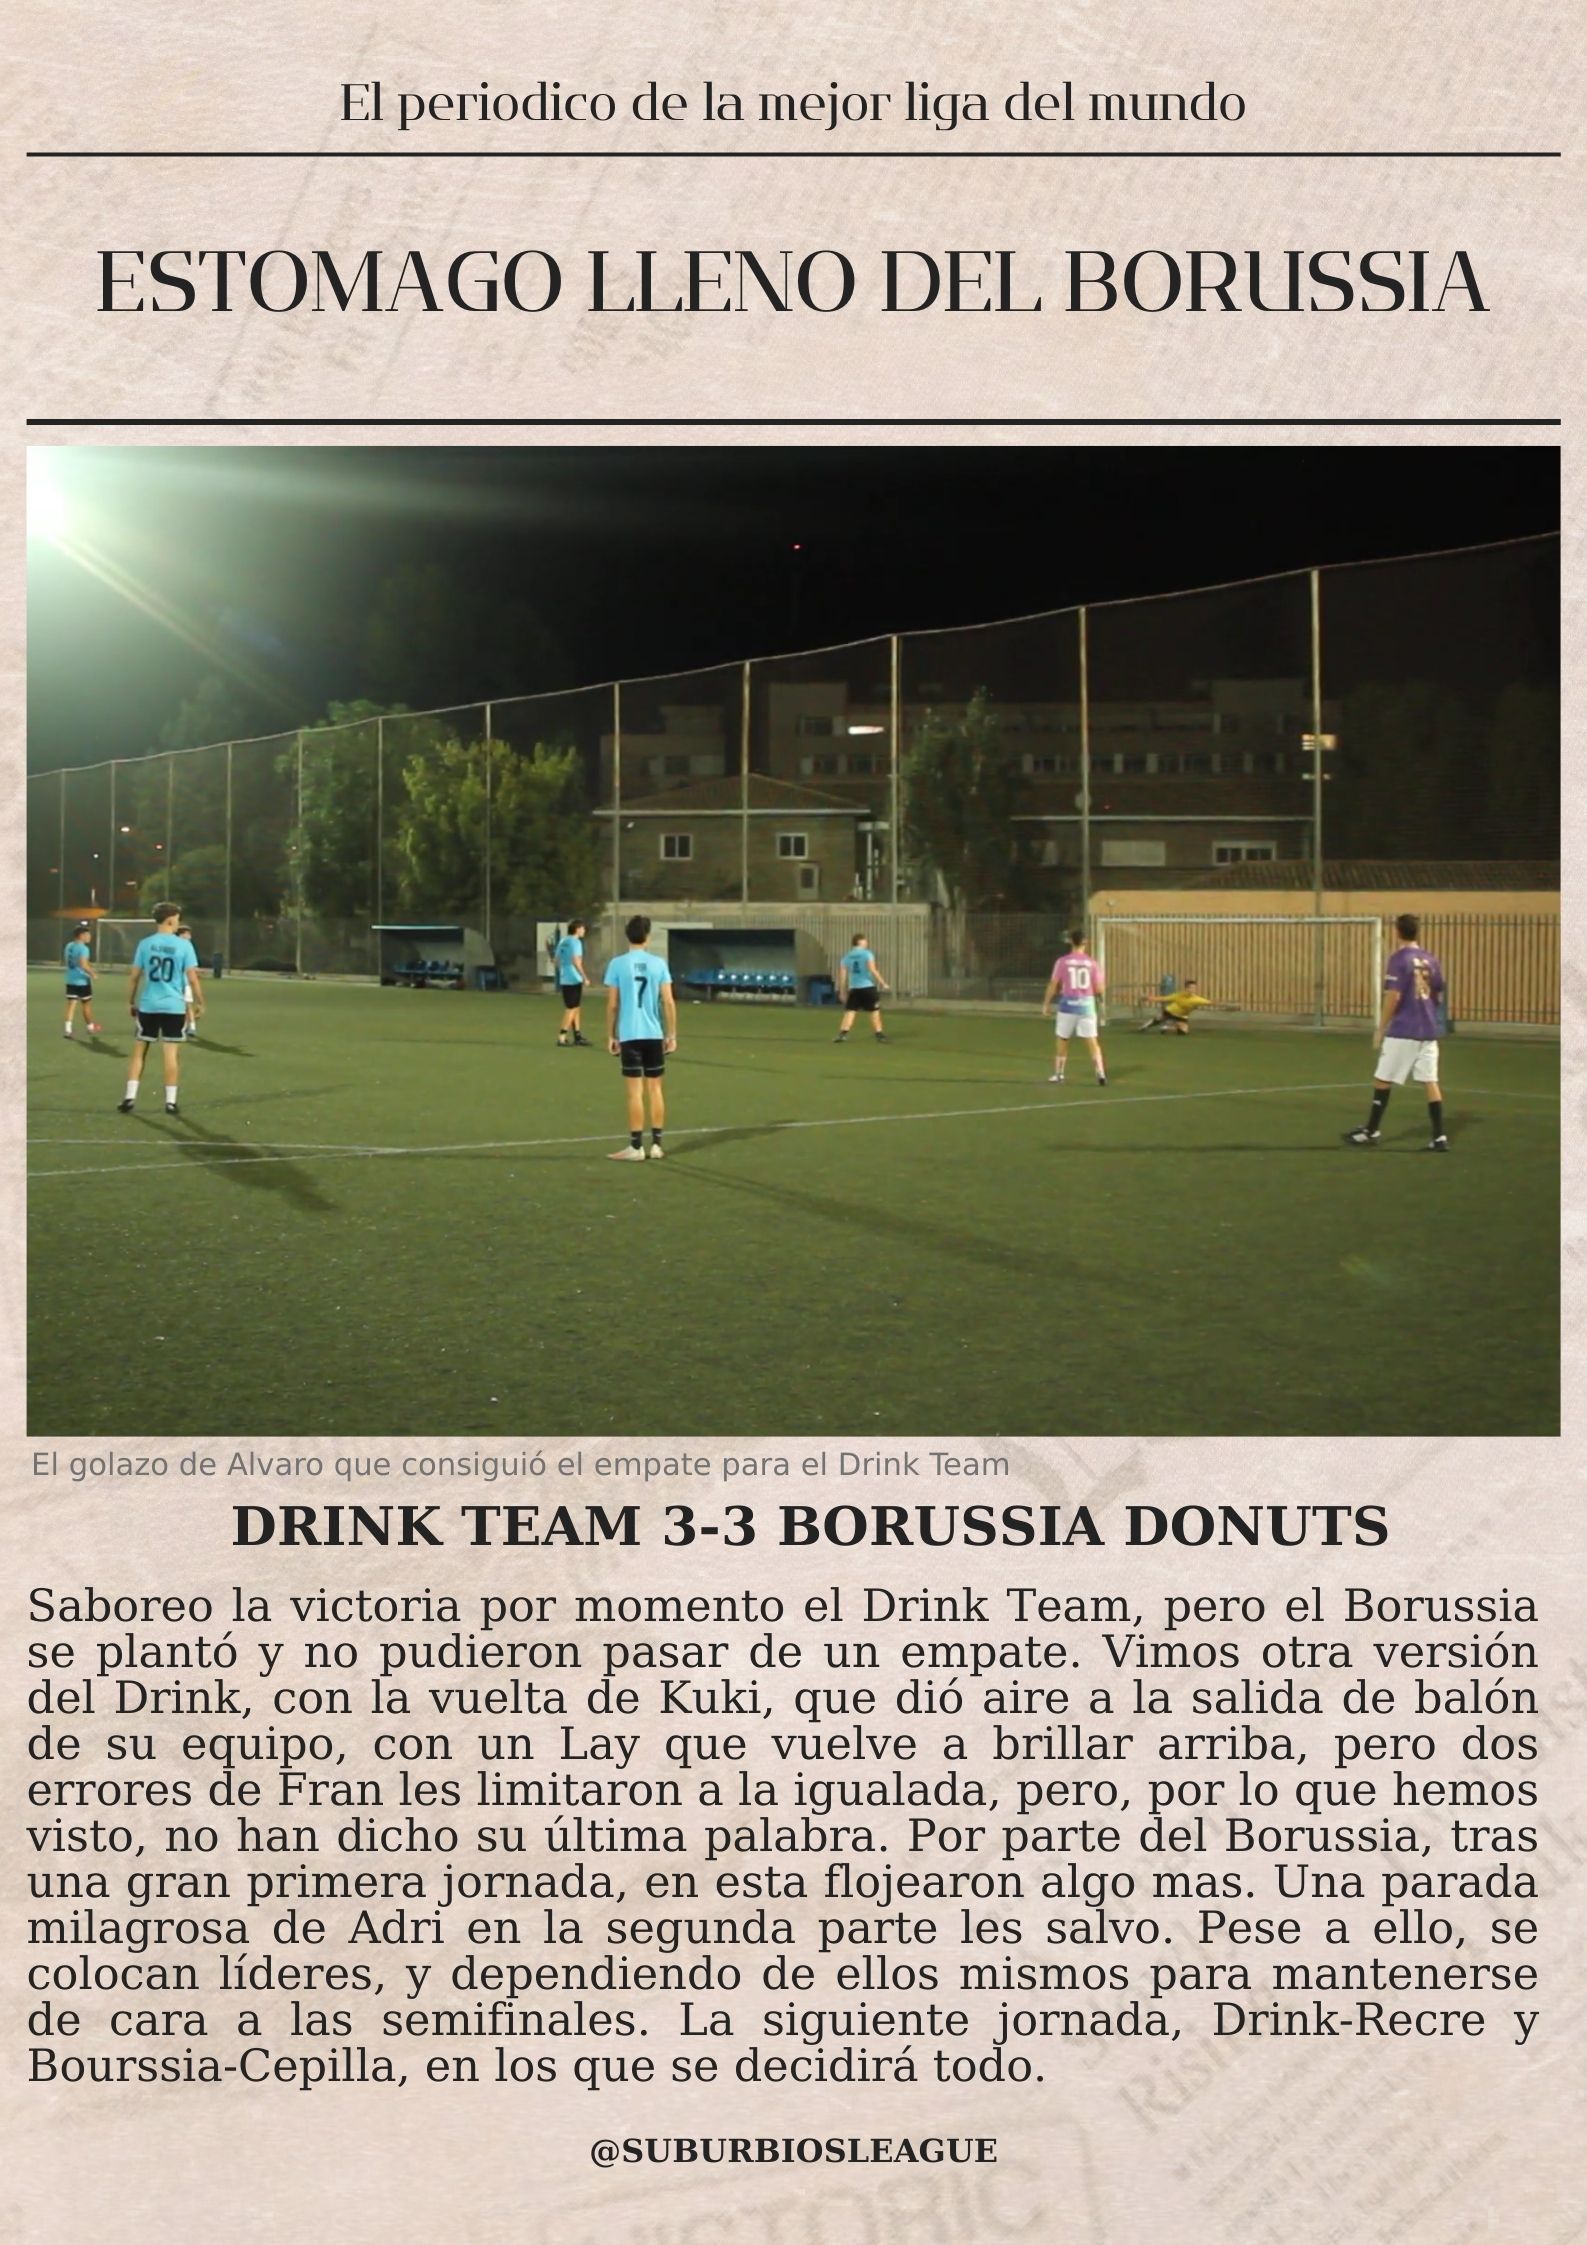 El periodico de la mejor liga del mundo
ESTOMAGO LLENO DEL BORUSSIA
20
7
10
El golazo de Alvaro que consiguió el empate para el Drink Team
DRINK TEAM 3-3 BORUSSIA DONUTS
Saboreo la victoria por momento el Drink Team, pero el Borussia
se plantó y no pudieron pasar de un empate. Vimos otra versión
del Drink, con la vuelta de Kuki, que dió aire a la salida de balón
de su equipo, con un Lay que vuelve a brillar arriba, pero dos
errores de Fran les limitaron a la igualada, pero, por lo que hemos
visto, no han dicho su última palabra. Por parte del Borussia, tras
una gran primera jornada, en esta flojearon algo mas. Una parada
milagrosa de Adri en la segunda parte les salvo. Pese a ello, se
colocan líderes, y dependiendo de ellos mismos para mantenerse
de cara a las semifinales. La siguiente jornada, Drink-Recre y
Bourssia-Cepilla, en los que se decidirá todo.
@SUBURBIOSLEAGUE